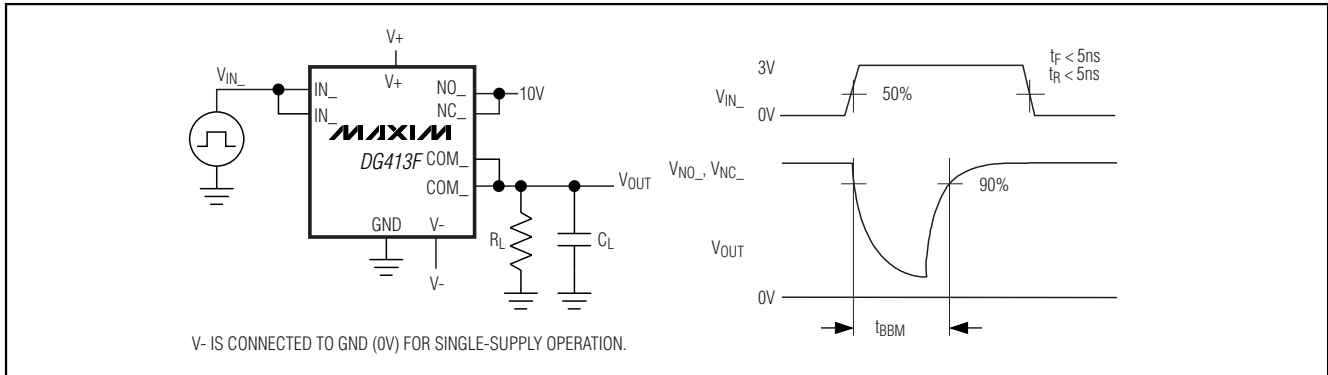 V+
V+
VIN_
IN_
IN_
NO_
NC_
10V
MAXIM
DG413F
COM_
COM_
VOUT
GND
V-
V-
RL
CL
V- IS CONNECTED TO GND (0V) FOR SINGLE-SUPPLY OPERATION.
3V
VIN_
0V
50%
tF < 5ns
tR < 5ns
VNO_, VNC_
90%
VOUT
0V
tBBM